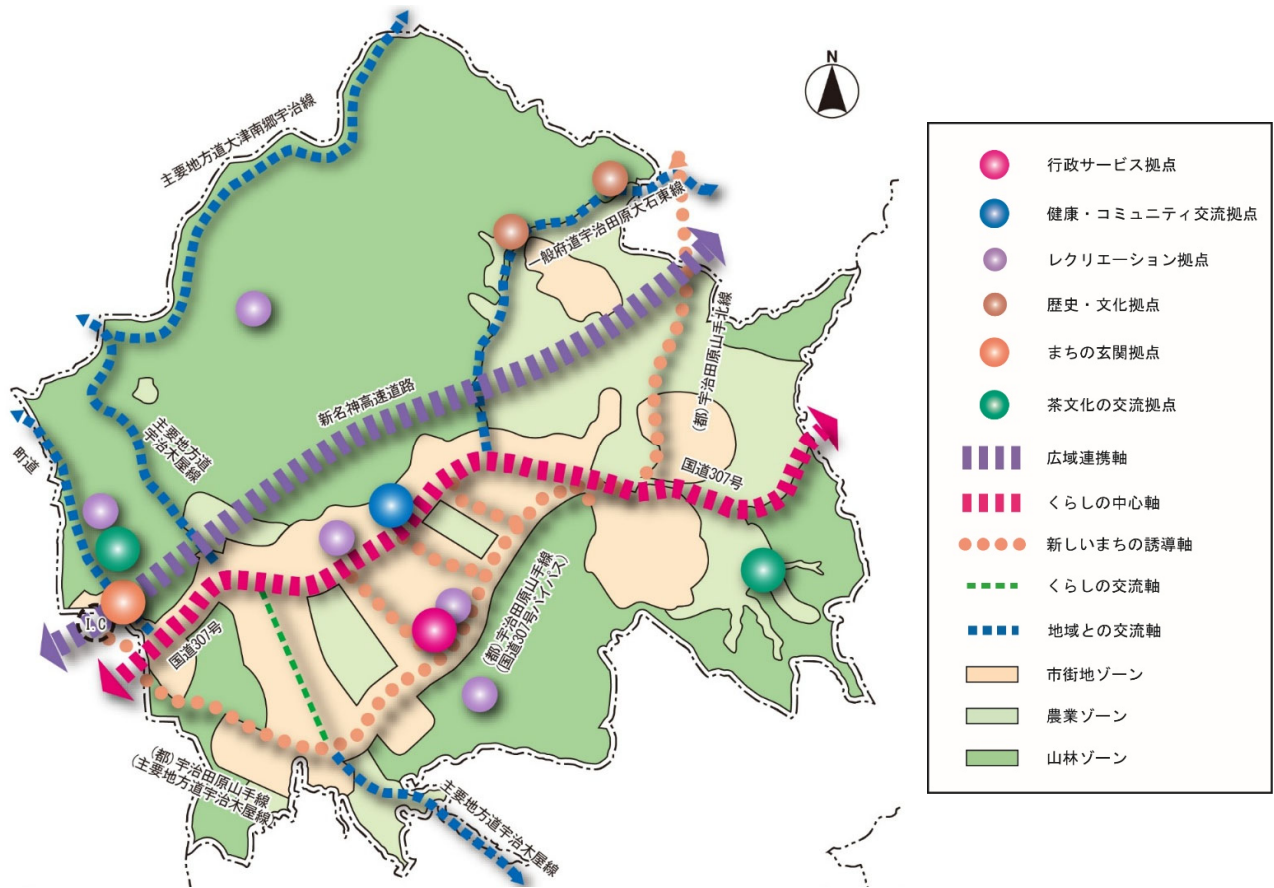 N
主要地方道大津南郷宇治線
一般府道宇治田原大石東線
(都)宇治田原山手北線
新名神高速道路
主要地方道
宇治木屋線
町道
国道307号
I.C
国道307号
(都)宇治田原山手線
(国道307号バイパス)
(都)宇治田原山手線
(主要地方道宇治木屋線)
主要地方道宇治木屋線
行政サービス拠点
健康・コミュニティ交流拠点
レクリエーション拠点
歴史・文化拠点
まちの玄関拠点
茶文化の交流拠点
広域連携軸
くらしの中心軸
新しいまちの誘導軸
くらしの交流軸
地域との交流軸
市街地ゾーン
農業ゾーン
山林ゾーン